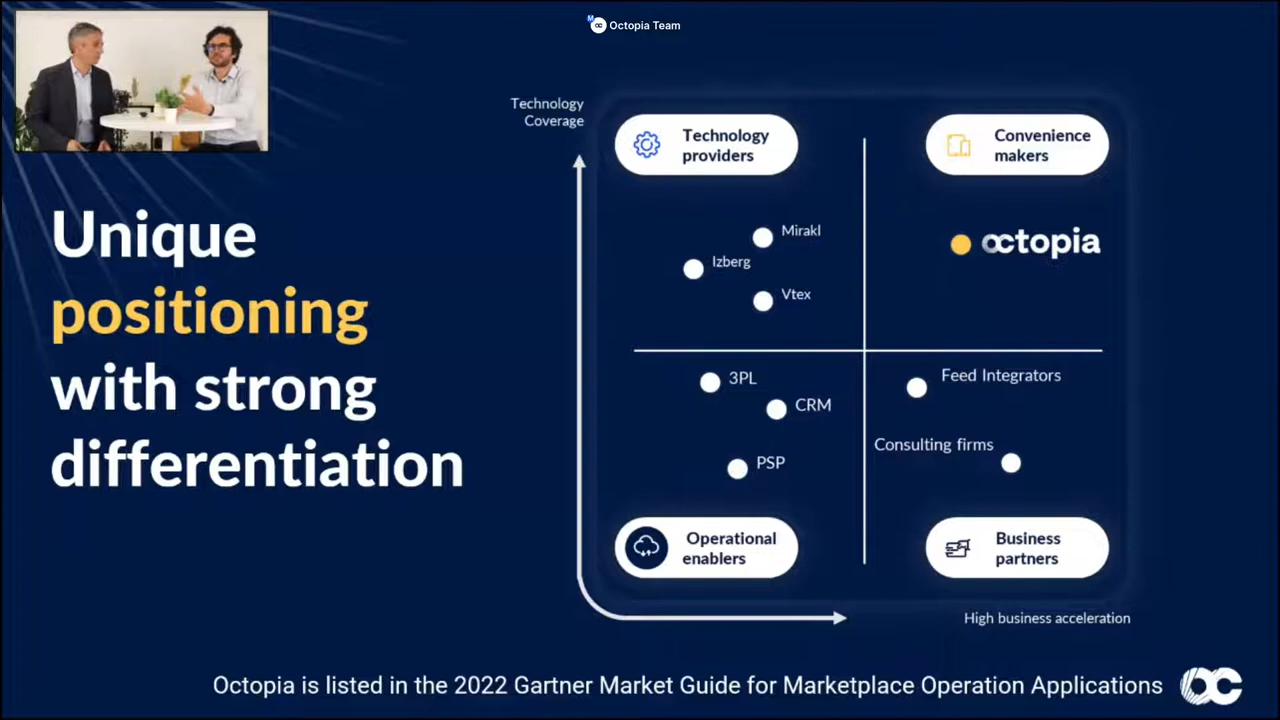 M
OC Octopia Team
Unique
positioning
with strong
differentiation
Technology
Coverage
Technology
providers
Convenience
makers
Mirakl
Izberg
Vtex
octopia
3PL
CRM
PSP
Feed Integrators
Consulting firms
Operational
enablers
Business
partners
High business acceleration
Octopia is listed in the 2022 Gartner Market Guide for Marketplace Operation Applications
OC